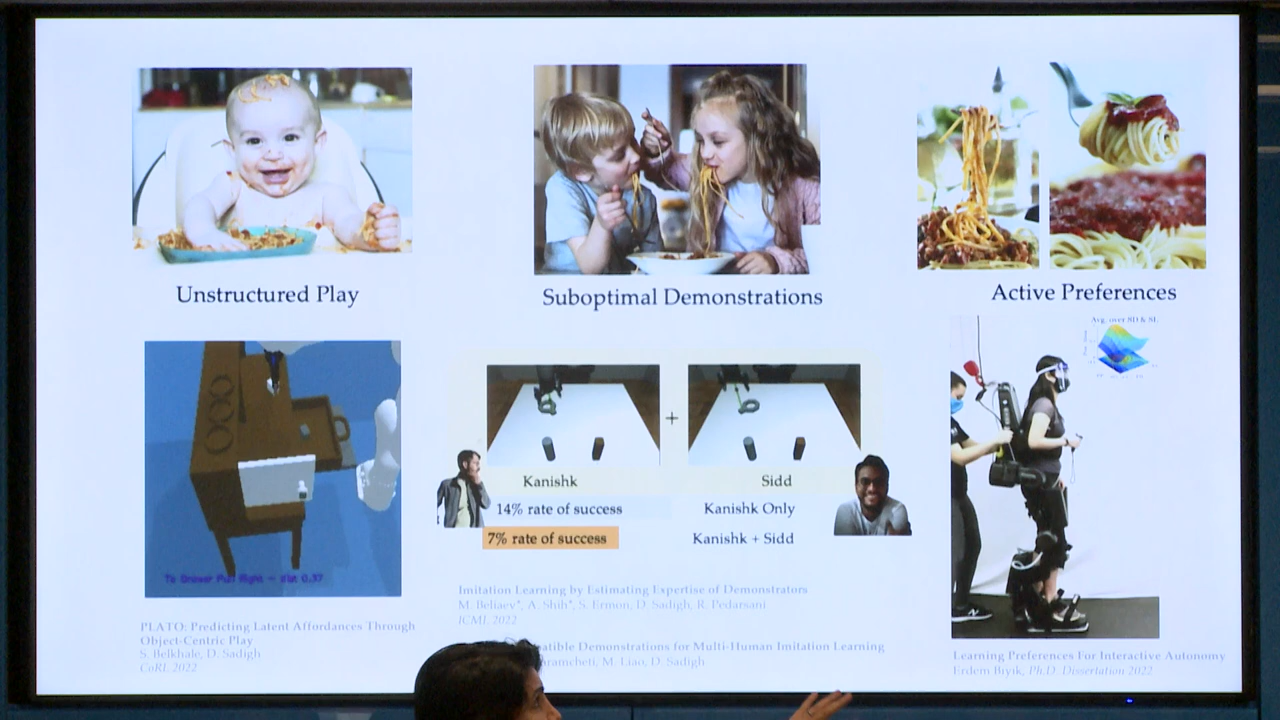 Unstructured Play
Suboptimal Demonstrations
Active Preferences
Avg. over SD & SL
+
Kanishk
Sidd
14% rate of success
Kanishk Only
7% rate of success
Kanishk + Sidd
To Drawer Pull Right - Vlat 0.37
PLATO: Predicting Latent Affordances Through
Object-Centric Play
S. Belkhale, D. Sadigh
CoRL 2022
Imitation Learning by Estimating Expertise of Demonstrators
M. Beliaev*, A. Shih*, S. Ermon, D. Sadigh, R. Pedarsani
ICML 2022
Demonstrations for Multi-Human Imitation Learning
M. Liao, D. Sadigh
Learning Preferences For Interactive Autonomy
Erdem Bıyık, Ph.D. Dissertation 2022